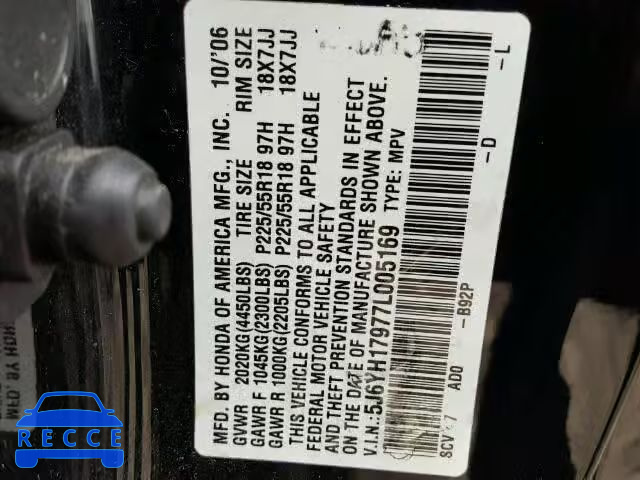 MFD. BY HONDA OF AMERICA MFG., INC. 10/'06
GVWR 2020KG(4450LBS) TIRE SIZE RIM SIZE
GAWR F 1045KG(2300LBS) P225/55R18 97H 18X7JJ
GAWR R 1000KG(2205LBS) P225/55R18 97H 18X7JJ
THIS VEHICLE CONFORMS TO ALL APPLICABLE
FEDERAL MOTOR VEHICLE SAFETY
AND THEFT PREVENTION STANDARDS IN EFFECT
ON THE DATE OF MANUFACTURE SHOWN ABOVE.
V.I.N.: 5J6YH17977L005169 TYPE: MPV
SCV 7 AD0 -B92P -D -L
RECCE